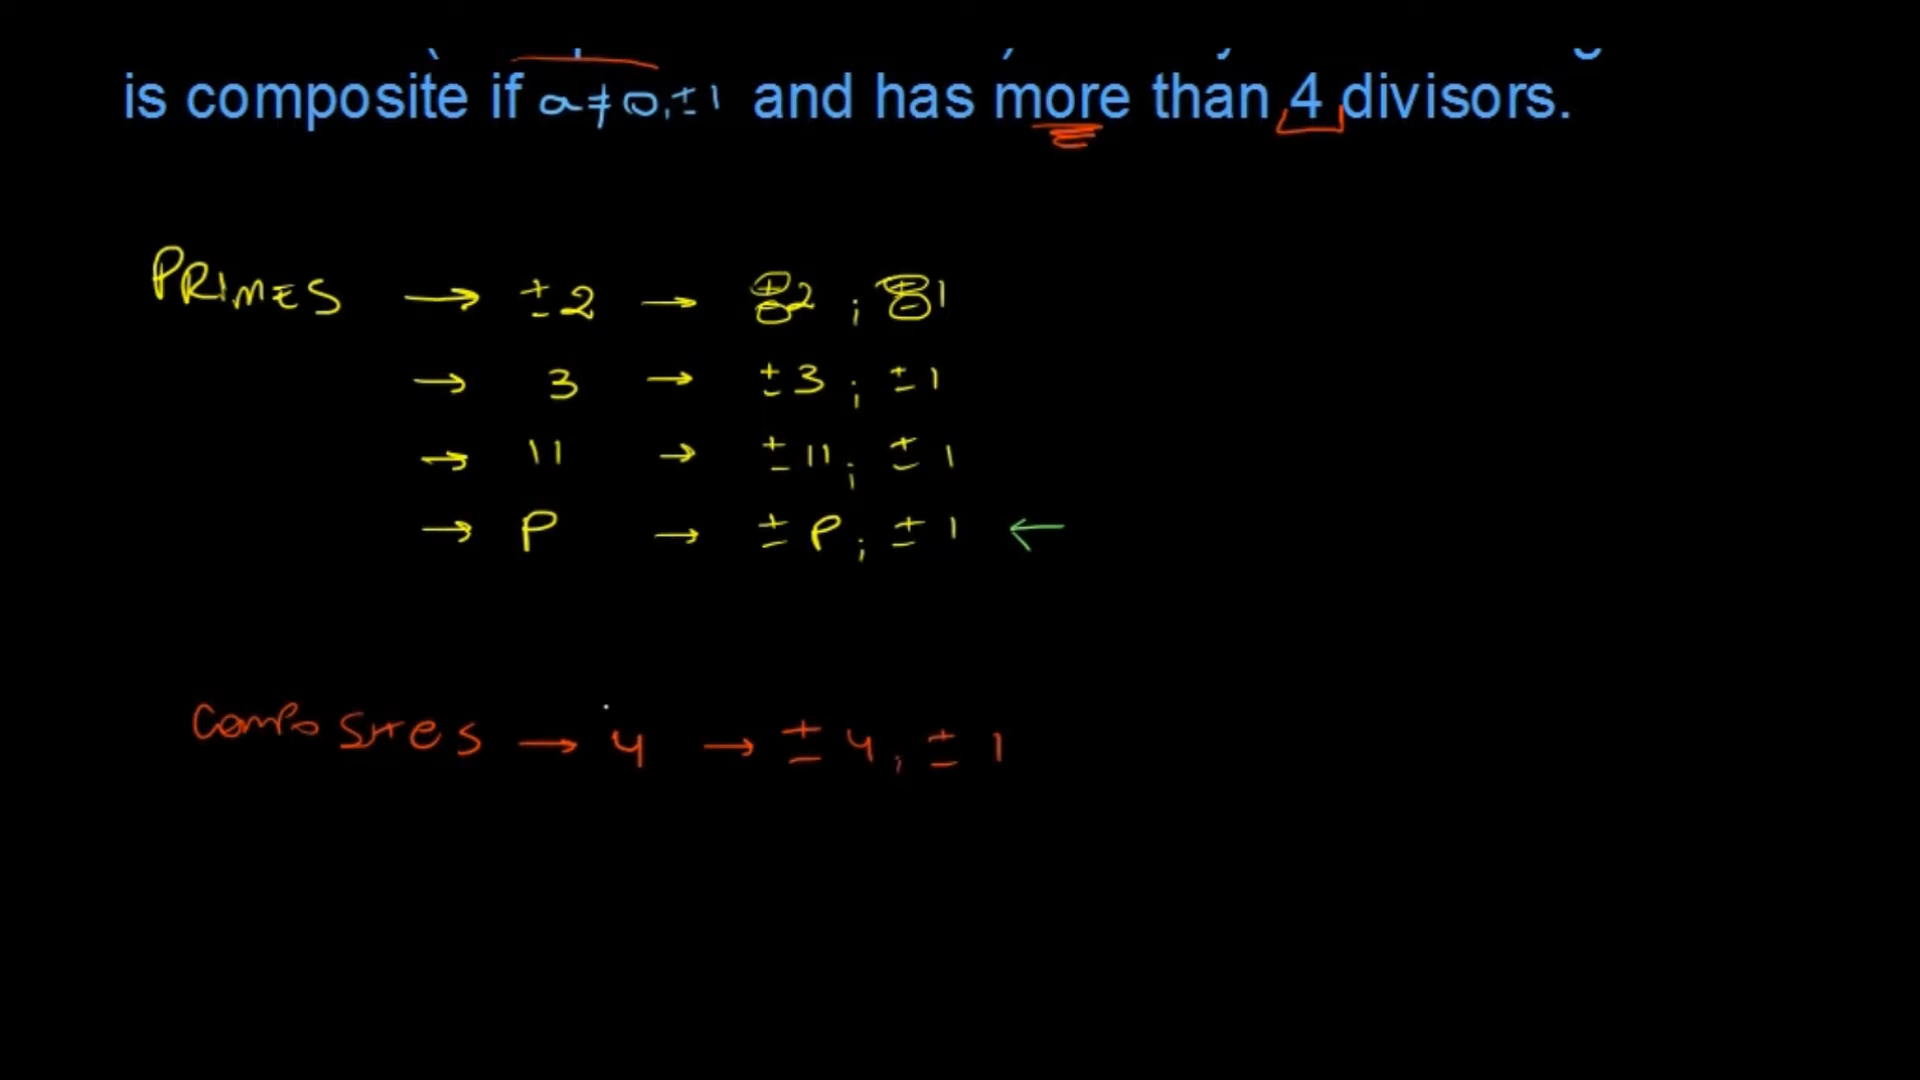 is composite if a≠0,±1 and has more than 4 divisors.
PRIMES → ±2 → ±2 ; ±1
→ 3 → ±3 ; ±1
→ 11 → ±11 ; ±1
→ P → ±P ; ±1 ←
Composites → 4 → ±4 ; ±1